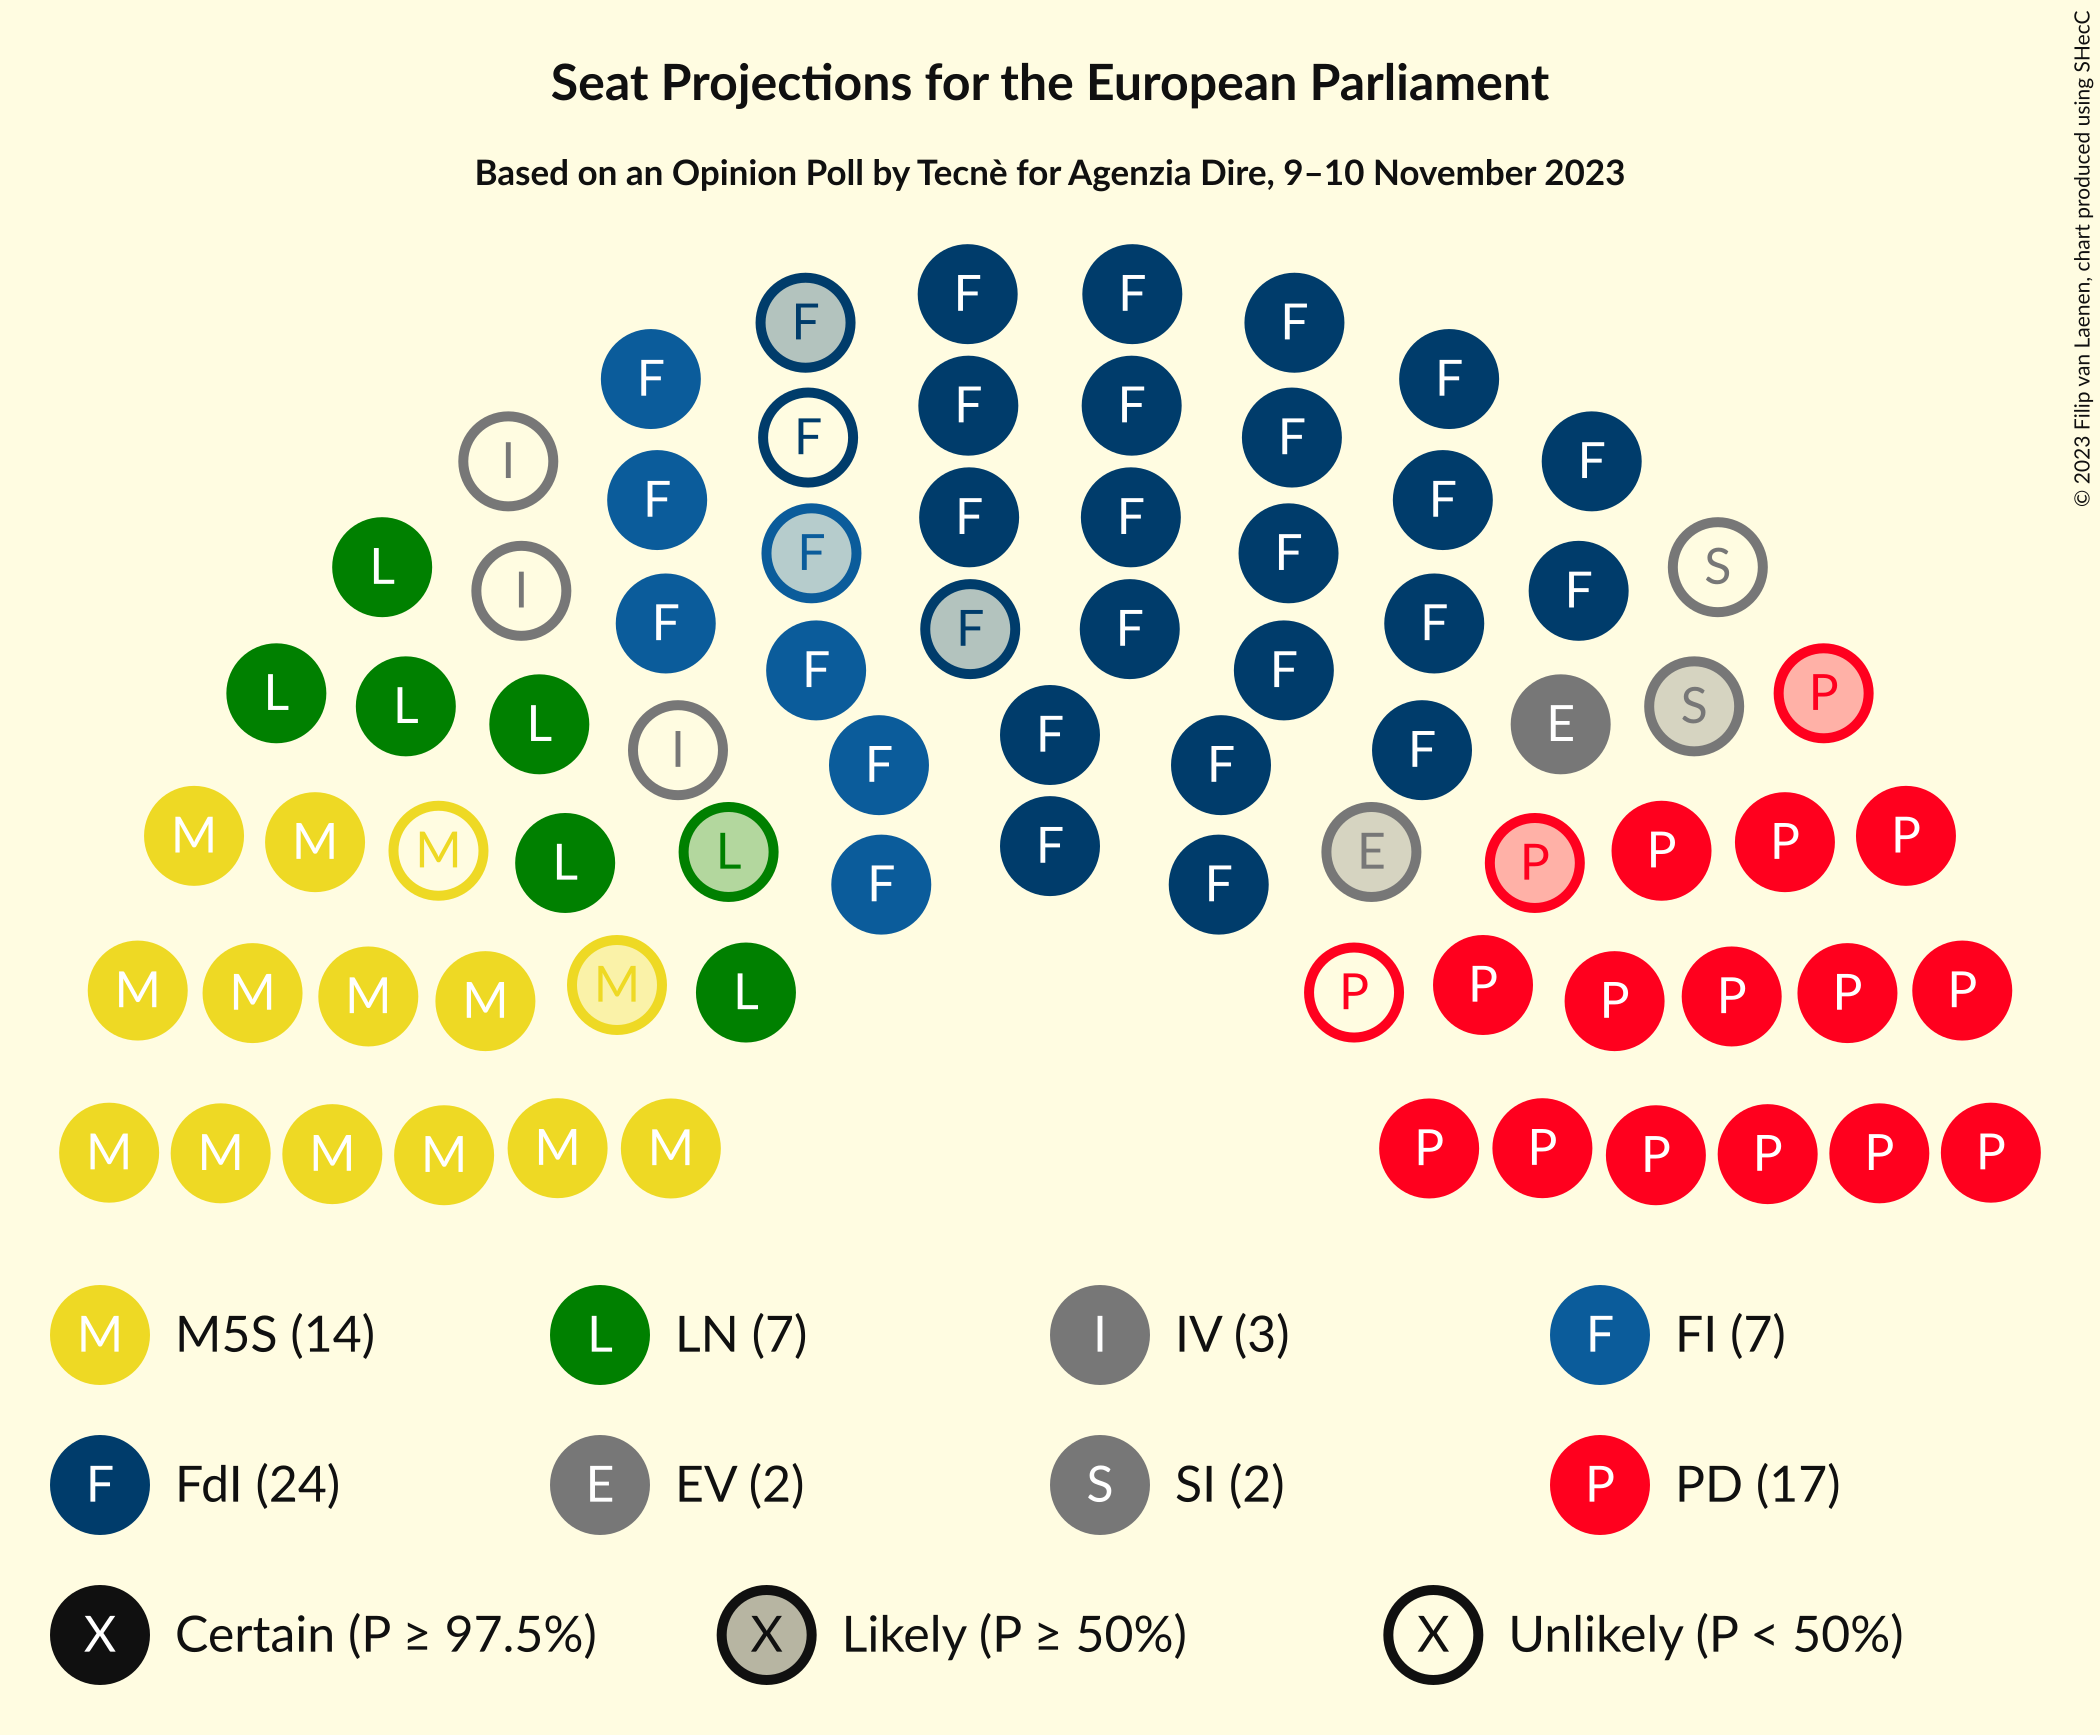 Seat Projections for the European Parliament
Based on an Opinion Poll by Tecnè for Agenzia Dire, 9–10 November 2023
© 2023 Filip van Laenen, chart produced using SHecC
F F
F F
F F
I F F F F F F
F F F F
L I F F S
F F F F
L L L I F F F F E S P
F F F
M M M L L F F F E P P P P
M M M M M L P P P P P P
M M M M M M P P P P P P
M M5S (14) L LN (7) I IV (3) F FI (7)
F FdI (24) E EV (2) S SI (2) P PD (17)
X Certain (P ≥ 97.5%) X Likely (P ≥ 50%) X Unlikely (P < 50%)